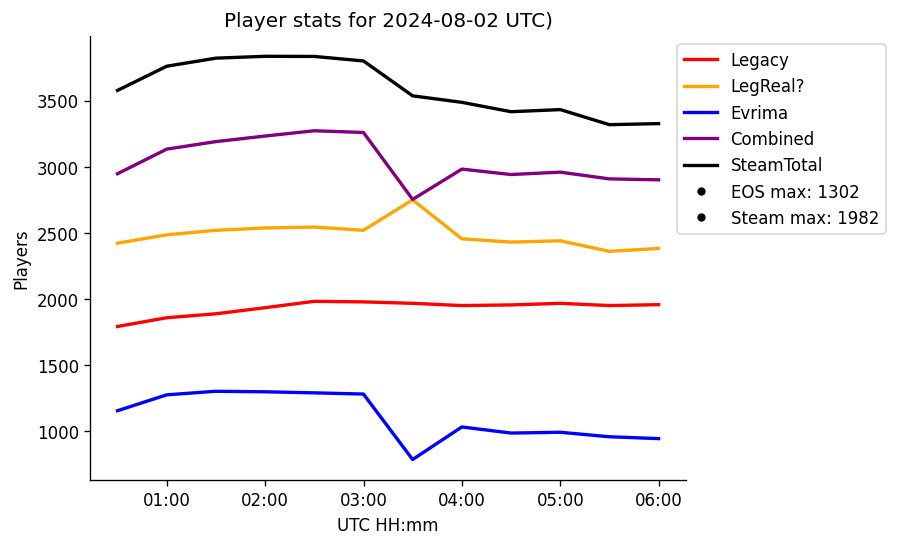 Player stats for 2024-08-02 UTC)
Legacy
LegReal?
Evrima
Combined
SteamTotal
EOS max: 1302
Steam max: 1982
Players
3500
3000
2500
2000
1500
1000
01:00 02:00 03:00 04:00 05:00 06:00
UTC HH:mm